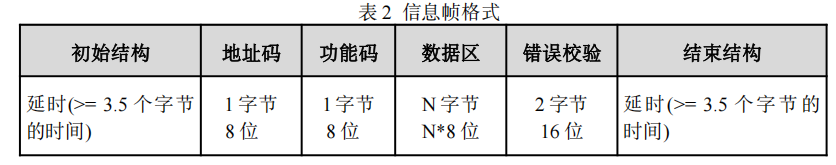 表 2 信息帧格式
初始结构 地址码 功能码 数据区 错误校验 结束结构
延时(>= 3.5 个字节 1 字节 1 字节 N 字节 2 字节 延时(>= 3.5 个字节的
的时间) 8 位 8 位 N*8 位 16 位 时间)